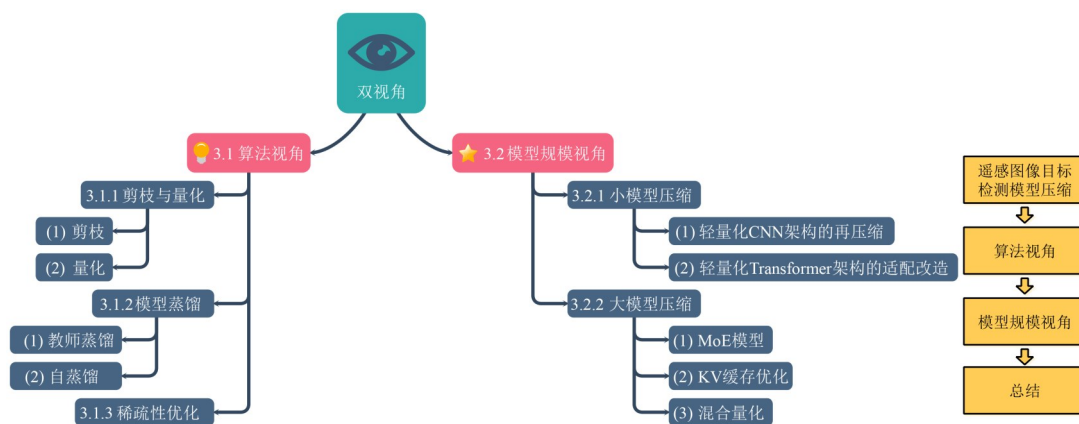 双视角
3.1 算法视角
3.1.1 剪枝与量化
(1) 剪枝
(2) 量化
3.1.2模型蒸馏
(1) 教师蒸馏
(2) 自蒸馏
3.1.3 稀疏性优化
3.2模型规模视角
3.2.1 小模型压缩
(1) 轻量化CNN架构的再压缩
(2) 轻量化Transformer架构的适配改造
3.2.2 大模型压缩
(1) MoE模型
(2) KV缓存优化
(3) 混合量化
遥感图像目标
检测模型压缩
算法视角
模型规模视角
总结